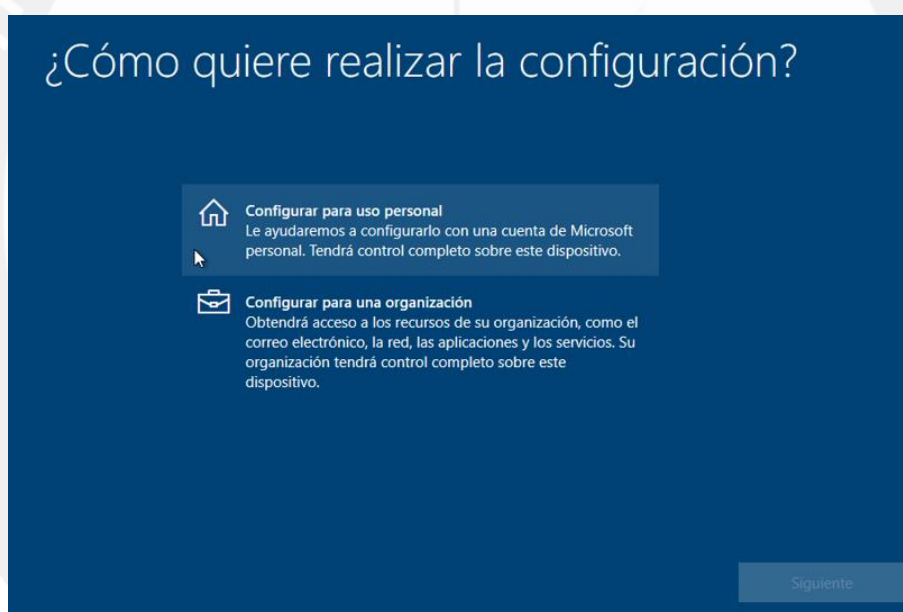 ¿Cómo quiere realizar la configuración?
Configurar para uso personal
Le ayudaremos a configurarlo con una cuenta de Microsoft
personal. Tendrá control completo sobre este dispositivo.
Configurar para una organización
Obtendrá acceso a los recursos de su organización, como el
correo electrónico, la red, las aplicaciones y los servicios. Su
organización tendrá control completo sobre este
dispositivo.
Siguiente